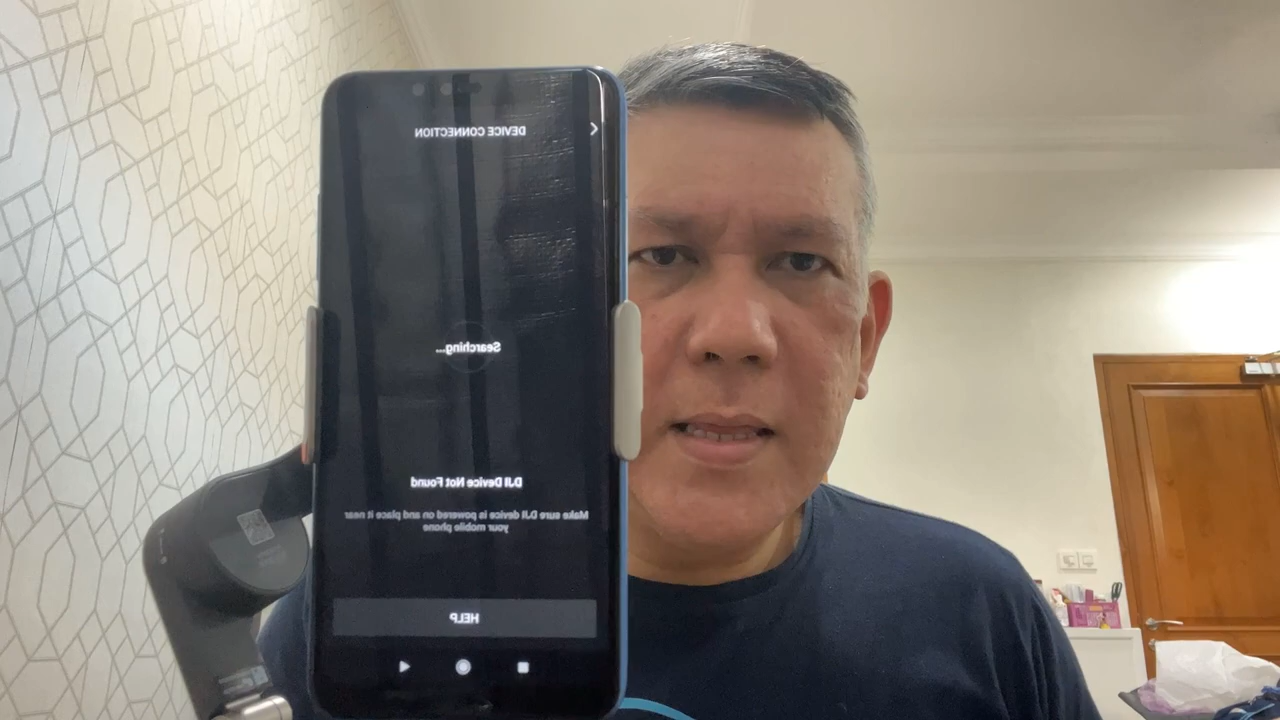 DEVICE CONNECTION
Searching...
DJI Device Not Found
Make sure DJI device is powered on and place it near
your mobile phone
HELP